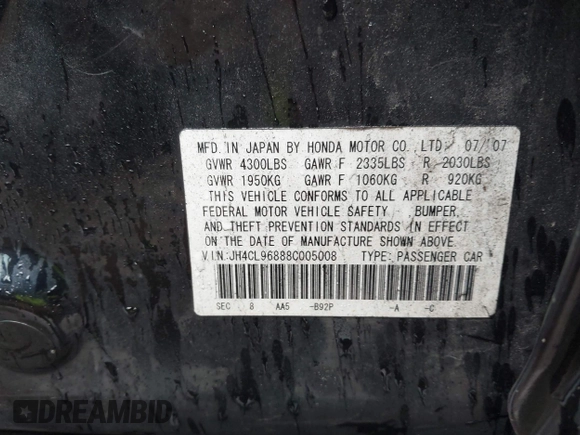 MFD. IN JAPAN BY HONDA MOTOR CO., LTD. 07/07
GVWR 4300LBS GAWR F 2335LBS R 2030LBS
GVWR 1950KG GAWR F 1060KG R 920KG
THIS VEHICLE CONFORMS TO ALL APPLICABLE
FEDERAL MOTOR VEHICLE SAFETY , BUMPER,
AND THEFT PREVENTION STANDARDS IN EFFECT
ON THE DATE OF MANUFACTURE SHOWN ABOVE.
VIN:JH4CL96888C005008 TYPE: PASSENGER CAR
SEC 8 AA5 -B92P -A -C
DREAMBID